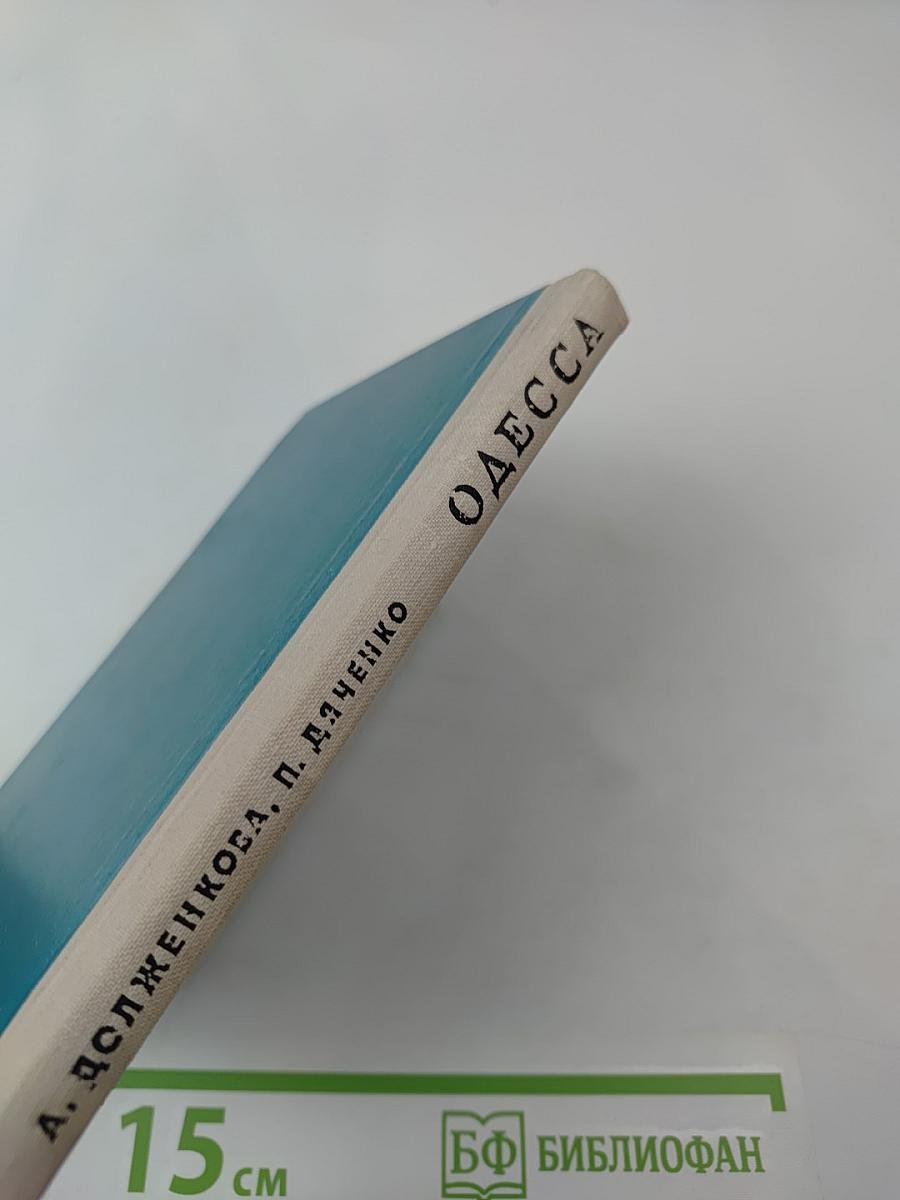 А. ДОЛЖЕНКОВА, П. ДЯЧЕНКО ОДЕССА
15 см
БФ БИБЛИОФАН